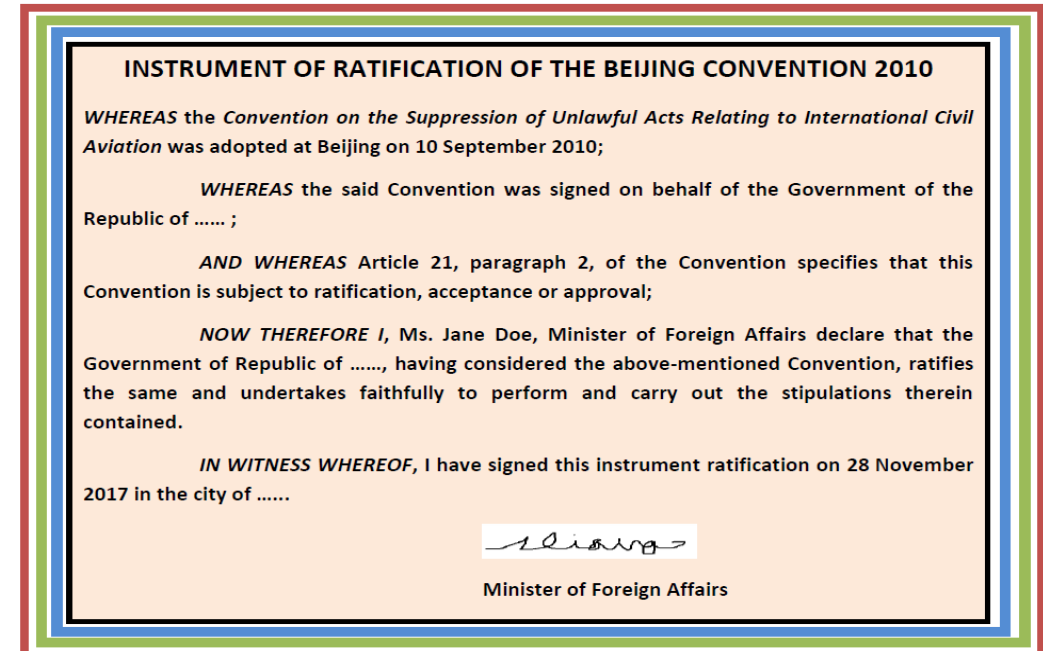 INSTRUMENT OF RATIFICATION OF THE BEIJING CONVENTION 2010
WHEREAS the Convention on the Suppression of Unlawful Acts Relating to International Civil
Aviation was adopted at Beijing on 10 September 2010;
WHEREAS the said Convention was signed on behalf of the Government of the
Republic of …… ;
AND WHEREAS Article 21, paragraph 2, of the Convention specifies that this
Convention is subject to ratification, acceptance or approval;
NOW THEREFORE I, Ms. Jane Doe, Minister of Foreign Affairs declare that the
Government of Republic of ……, having considered the above-mentioned Convention, ratifies
the same and undertakes faithfully to perform and carry out the stipulations therein
contained.
IN WITNESS WHEREOF, I have signed this instrument ratification on 28 November
2017 in the city of ……
Minister of Foreign Affairs